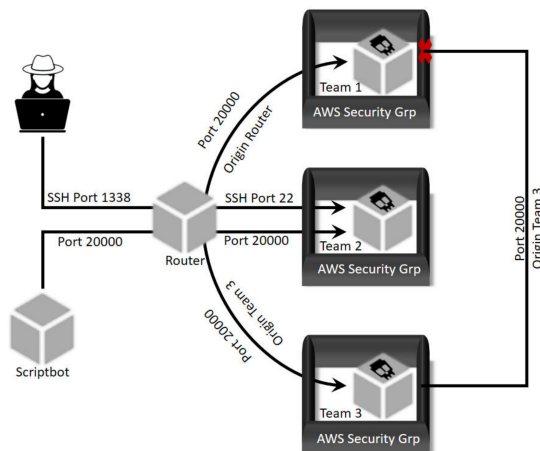 Team 1
AWS Security Grp
Port 20000
Origin Router
SSH Port 1338
SSH Port 22
Port 20000
Port 20000
Team 2
Router
AWS Security Grp
Port 20000
Origin Team 3
Origin Team 3
Port 20000
Scriptbot
Team 3
AWS Security Grp